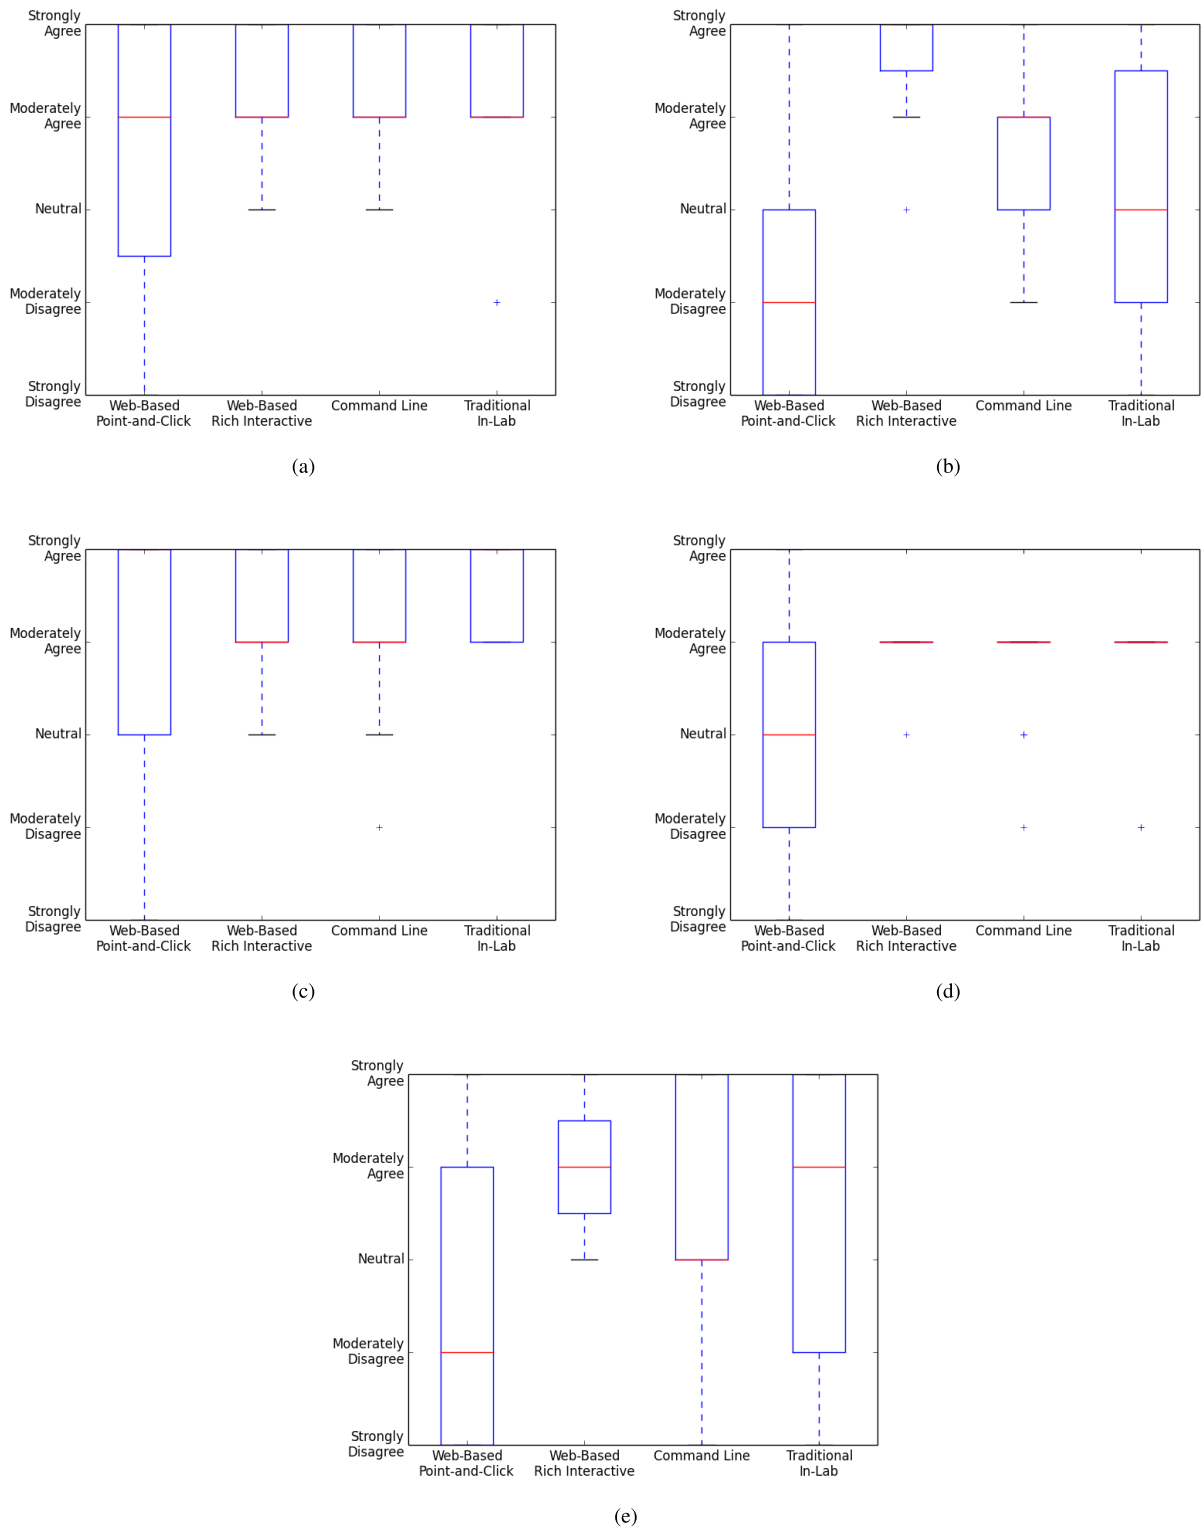 Strongly
Agree
Moderately
Agree
Neutral
Moderately
Disagree
Strongly
Disagree
Web-Based
Point-and-Click
Web-Based
Rich Interactive
Command Line
Traditional
In-Lab
(a)
Strongly
Agree
Moderately
Agree
Neutral
Moderately
Disagree
Strongly
Disagree
Web-Based
Point-and-Click
Web-Based
Rich Interactive
Command Line
Traditional
In-Lab
(b)
Strongly
Agree
Moderately
Agree
Neutral
Moderately
Disagree
Strongly
Disagree
Web-Based
Point-and-Click
Web-Based
Rich Interactive
Command Line
Traditional
In-Lab
(c)
Strongly
Agree
Moderately
Agree
Neutral
Moderately
Disagree
Strongly
Disagree
Web-Based
Point-and-Click
Web-Based
Rich Interactive
Command Line
Traditional
In-Lab
(d)
Strongly
Agree
Moderately
Agree
Neutral
Moderately
Disagree
Strongly
Disagree
Web-Based
Point-and-Click
Web-Based
Rich Interactive
Command Line
Traditional
In-Lab
(e)